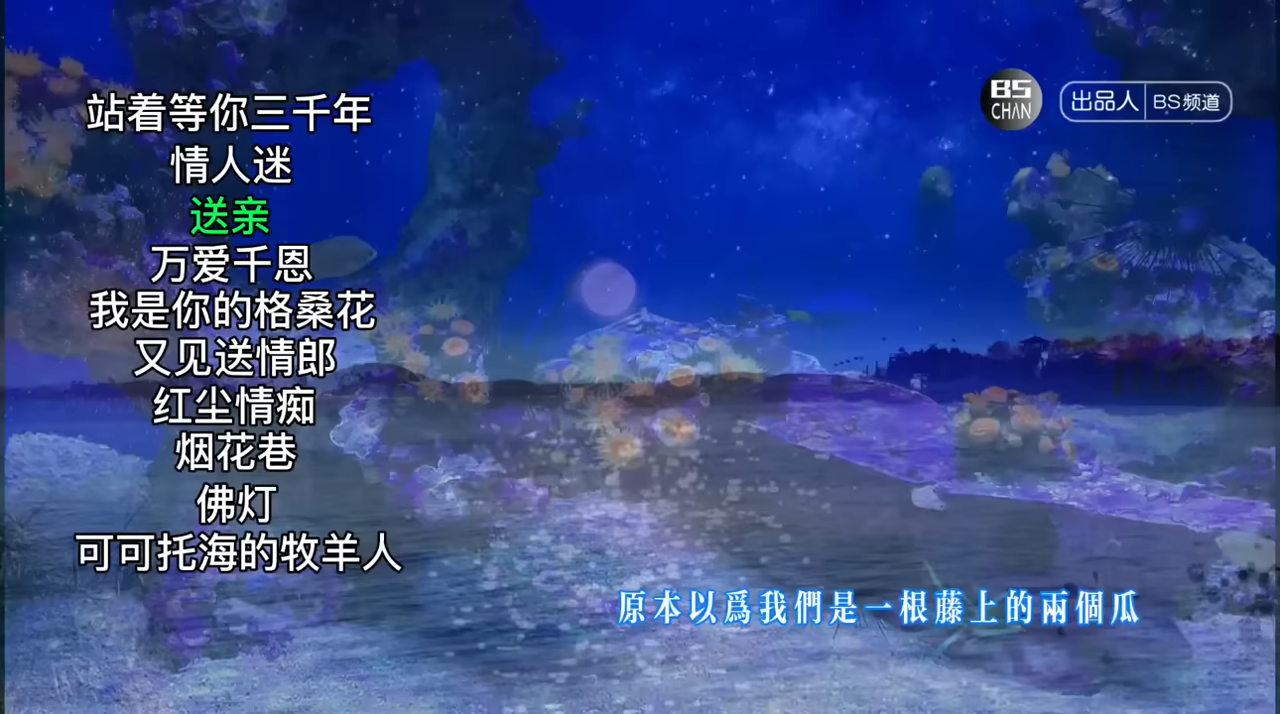 站着等你三千年
情人迷
送亲
万爱千恩
我是你的格桑花
又见送情郎
红尘情痴
烟花巷
佛灯
可可托海的牧羊人
BS
CHAN
出品人 BS频道
原本以爲我們是一根藤上的兩個瓜